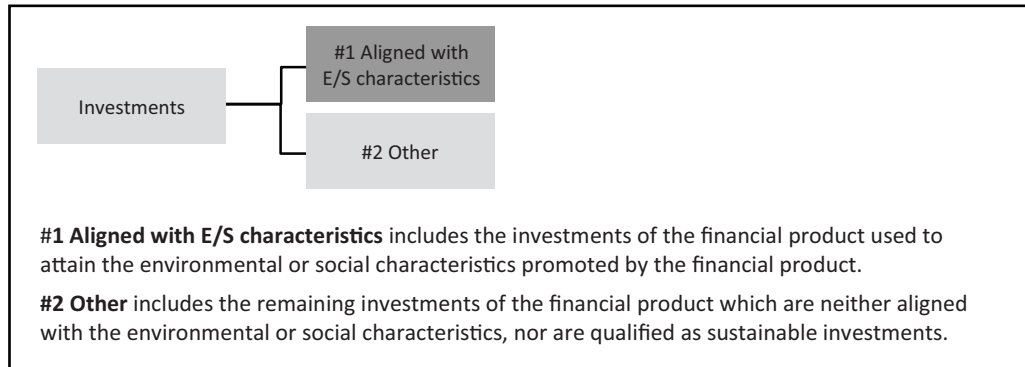 #1 Aligned with
E/S characteristics
Investments
#2 Other
#1 Aligned with E/S characteristics includes the investments of the financial product used to
attain the environmental or social characteristics promoted by the financial product.
#2 Other includes the remaining investments of the financial product which are neither aligned
with the environmental or social characteristics, nor are qualified as sustainable investments.